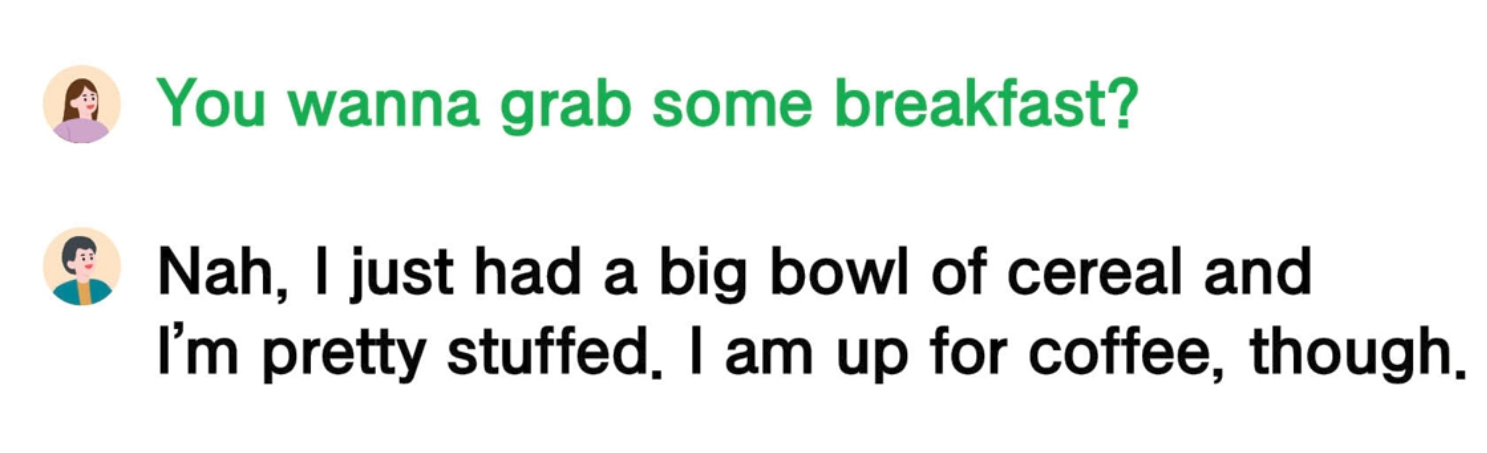 You wanna grab some breakfast?
Nah, I just had a big bowl of cereal and
I’m pretty stuffed. I am up for coffee, though.